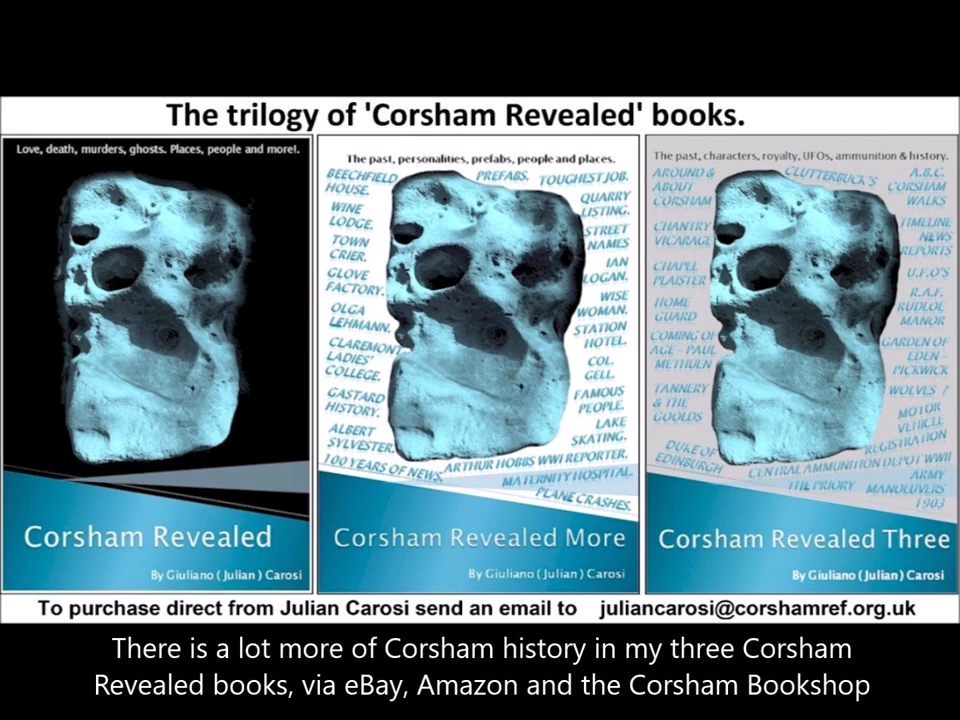 The trilogy of 'Corsham Revealed' books.
Love, death, murders, ghosts. Places, people and more!.
Corsham Revealed
By Giuliano ( Julian ) Carosi
The past, personalities, prefabs, people and places.
BEECHFIELD
HOUSE.
WINE
LODGE.
TOWN
CRIER.
GLOVE
FACTORY.
OLGA
LEHMANN.
CLAREMONT
LADIES'
COLLEGE.
GASTARD
HISTORY.
ALBERT
SYLVESTER.
100 YEARS OF NEWS.
PREFABS.
TOUGHEST JOB.
QUARRY
LISTING.
STREET
NAMES
IAN
LOGAN.
WISE
WOMAN.
STATION
HOTEL.
COL.
GELL.
FAMOUS
PEOPLE.
LAKE
SKATING.
ARTHUR HOBBS WWI REPORTER.
MATERNITY HOSPITAL.
PLANE CRASHES.
Corsham Revealed More
By Giuliano ( Julian ) Carosi
The past, characters, royalty, UFOs, ammunition & history.
AROUND &
ABOUT
CORSHAM
CHANTRY
VICARAGE
CHAPEL
PLAISTER
HOME
GUARD
COMING OF
AGE - PAUL
METHUEN
TANNERY
& THE
GOOLDS
DUKE OF
EDINBURGH
CLUTTERBUCK'S
A.B.C.
CORSHAM
WALKS
TIMELINE
NEWS
REPORTS
U.F.O'S
R.A.F.
RUDLOE
MANOR
GARDEN OF
EDEN -
PICKWICK
WOLVES ?
MOTOR
VEHICLE
REGISTRATION
CENTRAL AMMUNITION DEPOT WWII
THE PRIORY
ARMY
MANOEUVERS
1903
Corsham Revealed Three
By Giuliano ( Julian ) Carosi
To purchase direct from Julian Carosi send an email to juliancarosi@corshamref.org.uk
There is a lot more of Corsham history in my three Corsham
Revealed books, via eBay, Amazon and the Corsham Bookshop